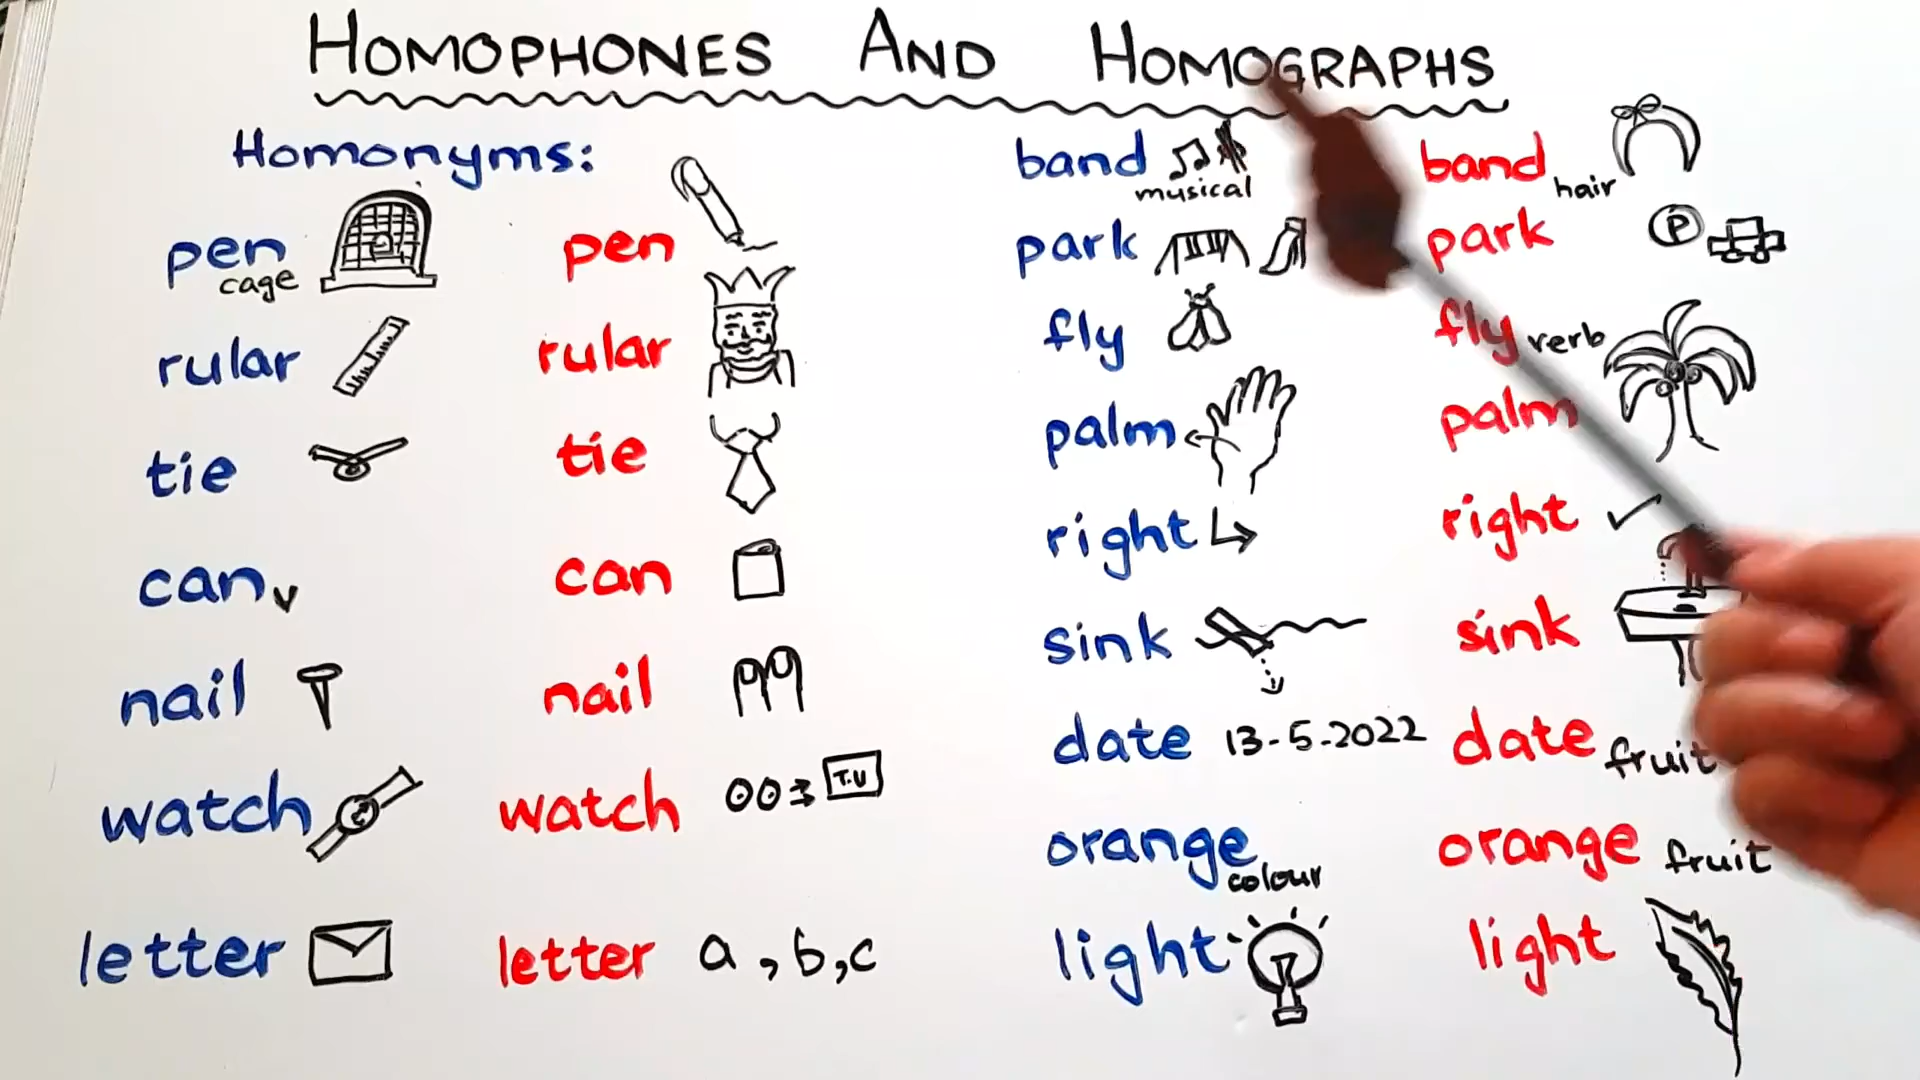 HOMOPHONES AND HOMOGRAPHS
Homonyms:
pen cage pen
rular rular
tie tie
can v can
nail nail
watch watch T.V
letter letter a, b, c
band musical band hair
park park P
fly fly verb
palm palm
right right
sink sink
date 13-5-2022 date fruit
orange colour orange fruit
light light